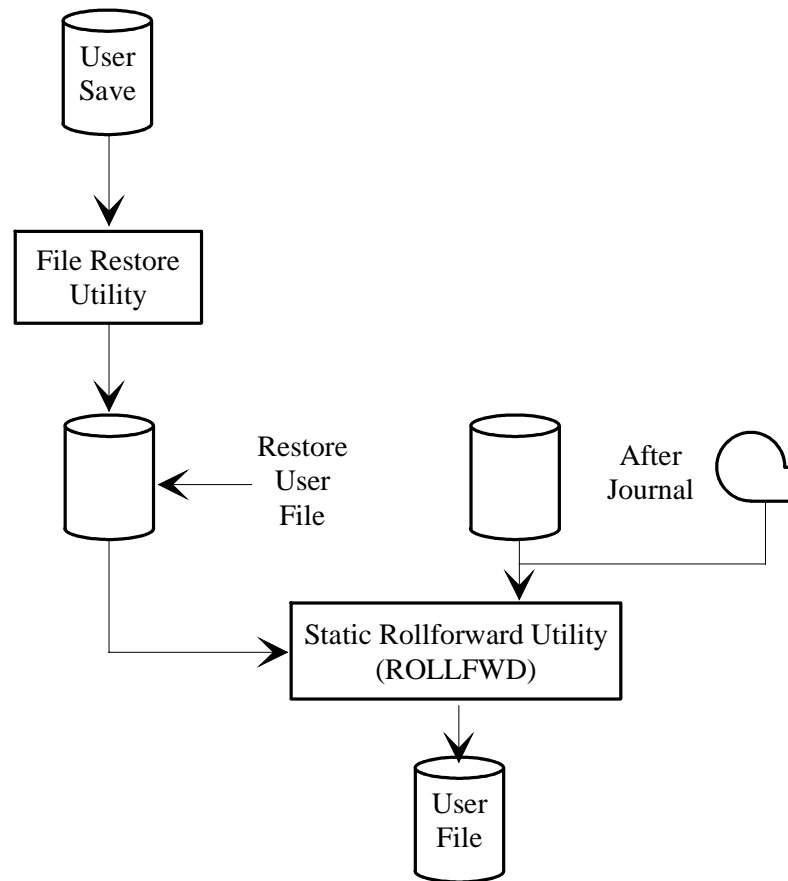 User
Save
File Restore
Utility
Restore
User
File
After
Journal
Static Rollforward Utility
(ROLLFWD)
User
File